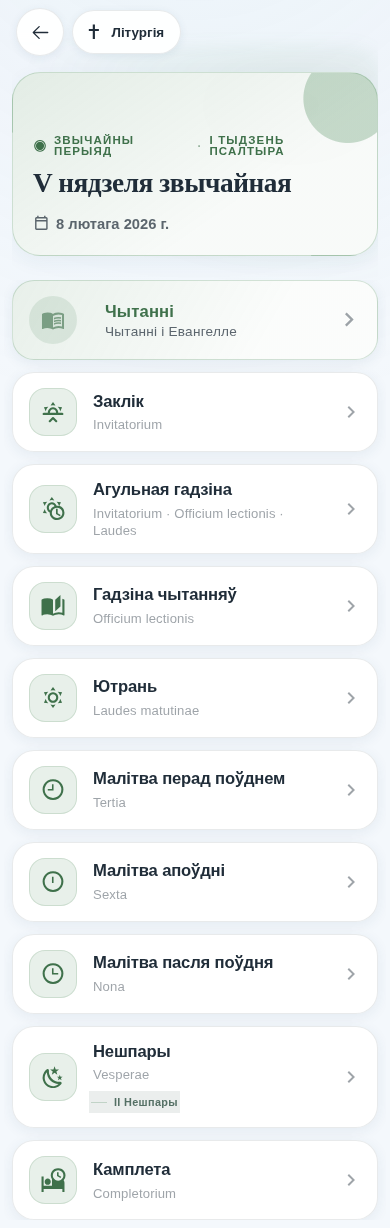 Літургія
ЗВЫЧАЙНЫ ПЕРЫЯД · I ТЫДЗЕНЬ ПСАЛТЫРА
V нядзеля звычайная
8 лютага 2026 г.
Чытанні
Чытанні і Евангелле
Заклік
Invitatorium
Агульная гадзіна
Invitatorium · Officium lectionis ·
Laudes
Гадзіна чытанняў
Officium lectionis
Ютрань
Laudes matutinae
Малітва перад поўднем
Tertia
Малітва апоўдні
Sexta
Малітва пасля поўдня
Nona
Нешпары
Vesperae
II Нешпары
Камплета
Completorium